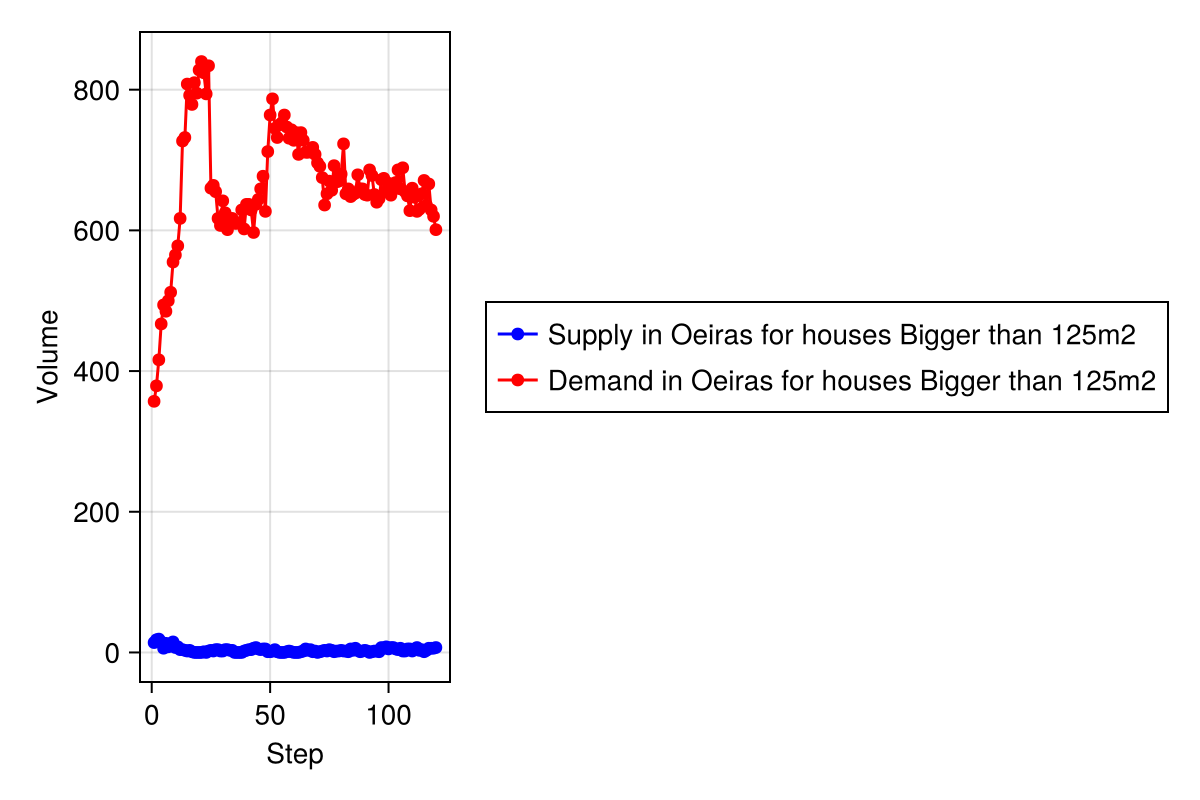 800
600
400
200
0
Volume
0 50 100
Step
Supply in Oeiras for houses Bigger than 125m2
Demand in Oeiras for houses Bigger than 125m2